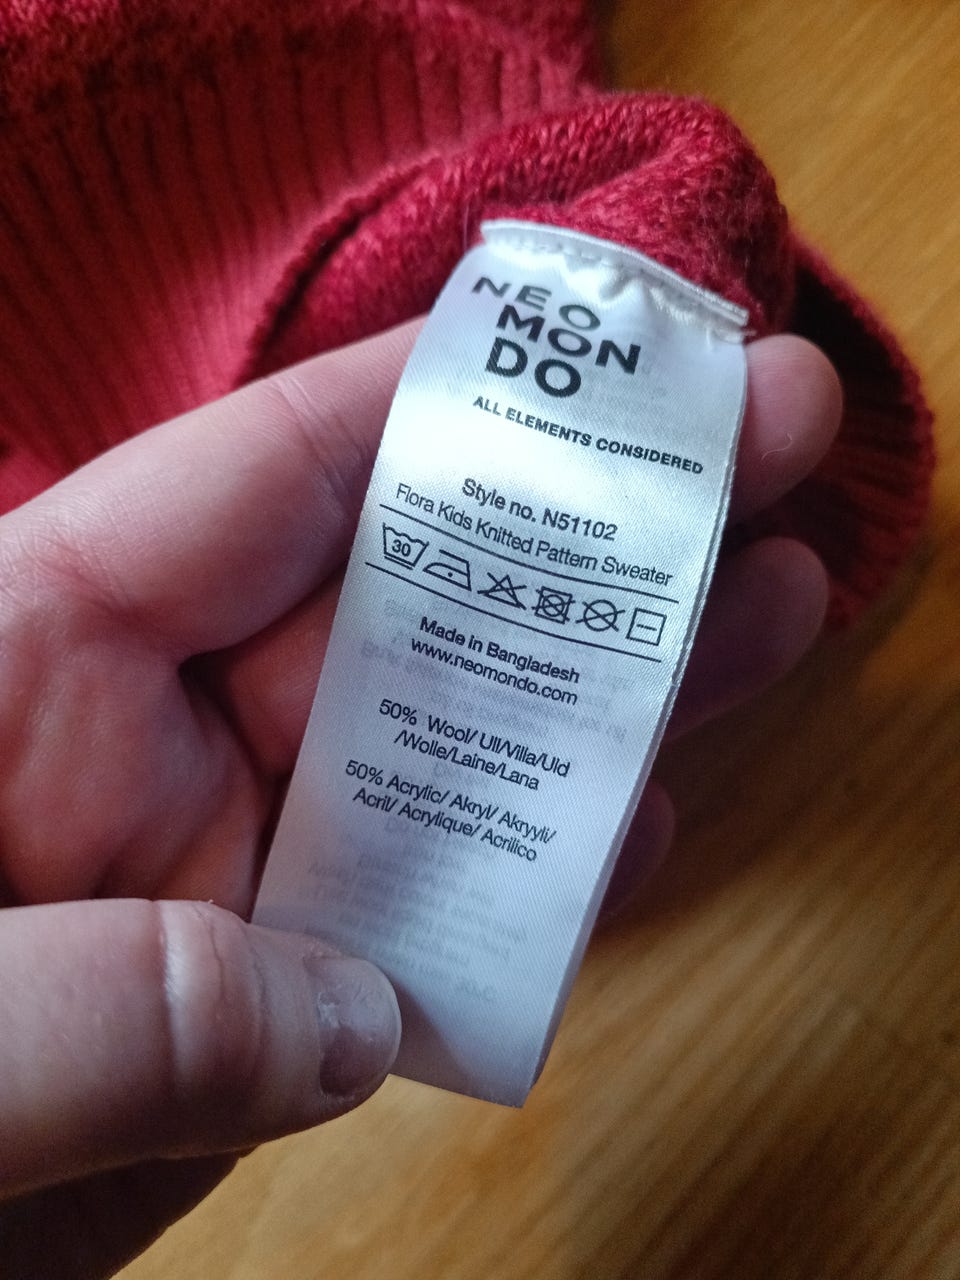 NEO
MON
DO
ALL ELEMENTS CONSIDERED
Style no. N51102
Flora Kids Knitted Pattern Sweater
30
Made in Bangladesh
www.neomondo.com
50% Wool/ Ull/Villa/Uld
/Wolle/Laine/Lana
50% Acrylic/ Akryl/ Akryyli/
Acril/ Acrylique/ Acrilico